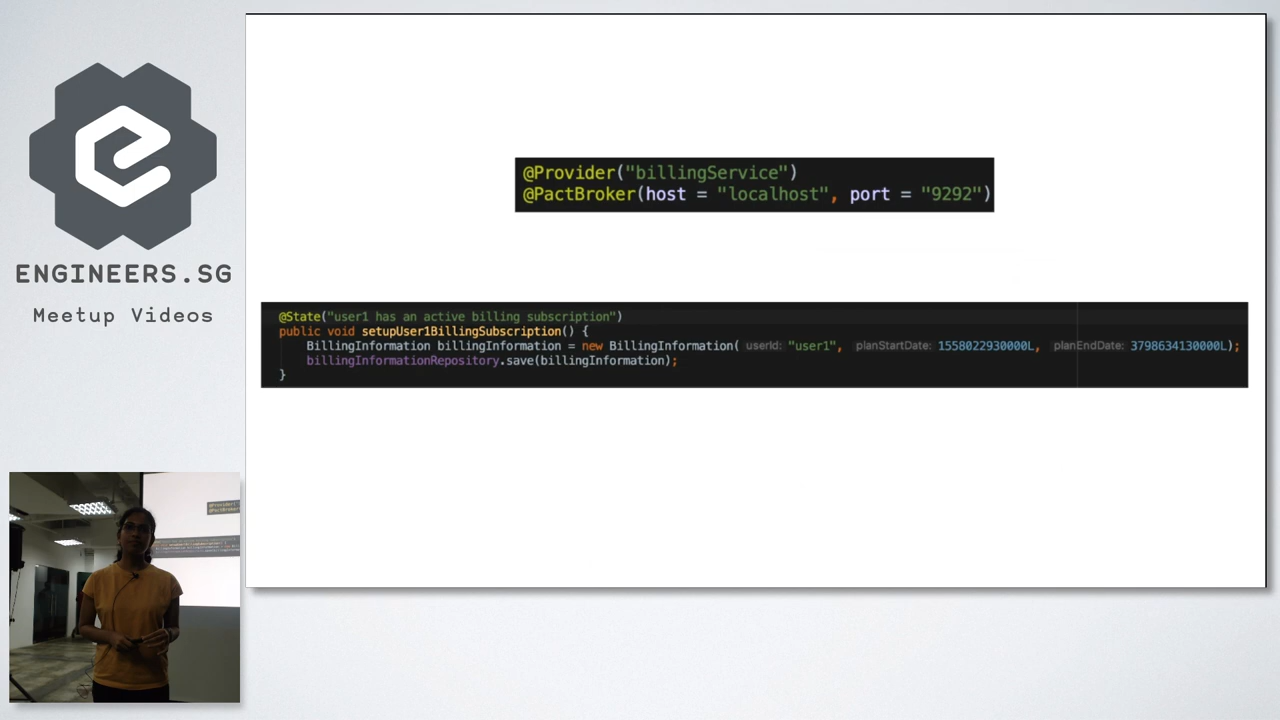 ENGINEERS.SG
Meetup Videos
@Provider("billingService")
@PactBroker(host = "localhost", port = "9292")
@State("user1 has an active billing subscription")
public void setupUser1BillingSubscription() {
BillingInformation billingInformation = new BillingInformation( userId: "user1", planStartDate: 1558022930000L, planEndDate: 3798634130000L);
billingInformationRepository.save(billingInformation);
}